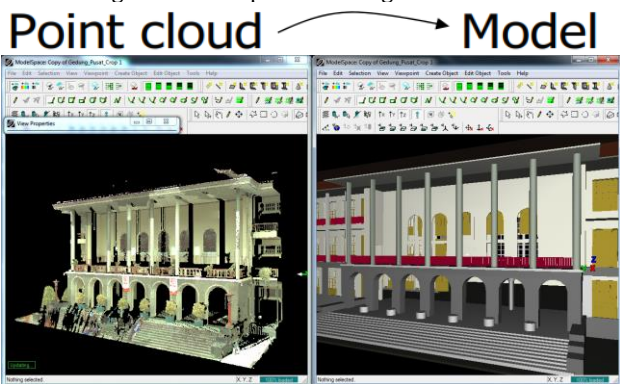 Point cloud Model
ModelSpace: Copy of Gedung_Pusat_Crop 1
File Edit Selection View Viewpoint Create Object Edit Object Tools Help
View Properties
Nothing selected.
X, Y, Z
ModelSpace: Copy of Gedung_Pusat_Crop 1
File Edit Selection View Viewpoint Create Object Edit Object Tools Help
Z
X
Nothing selected.
X, Y, Z